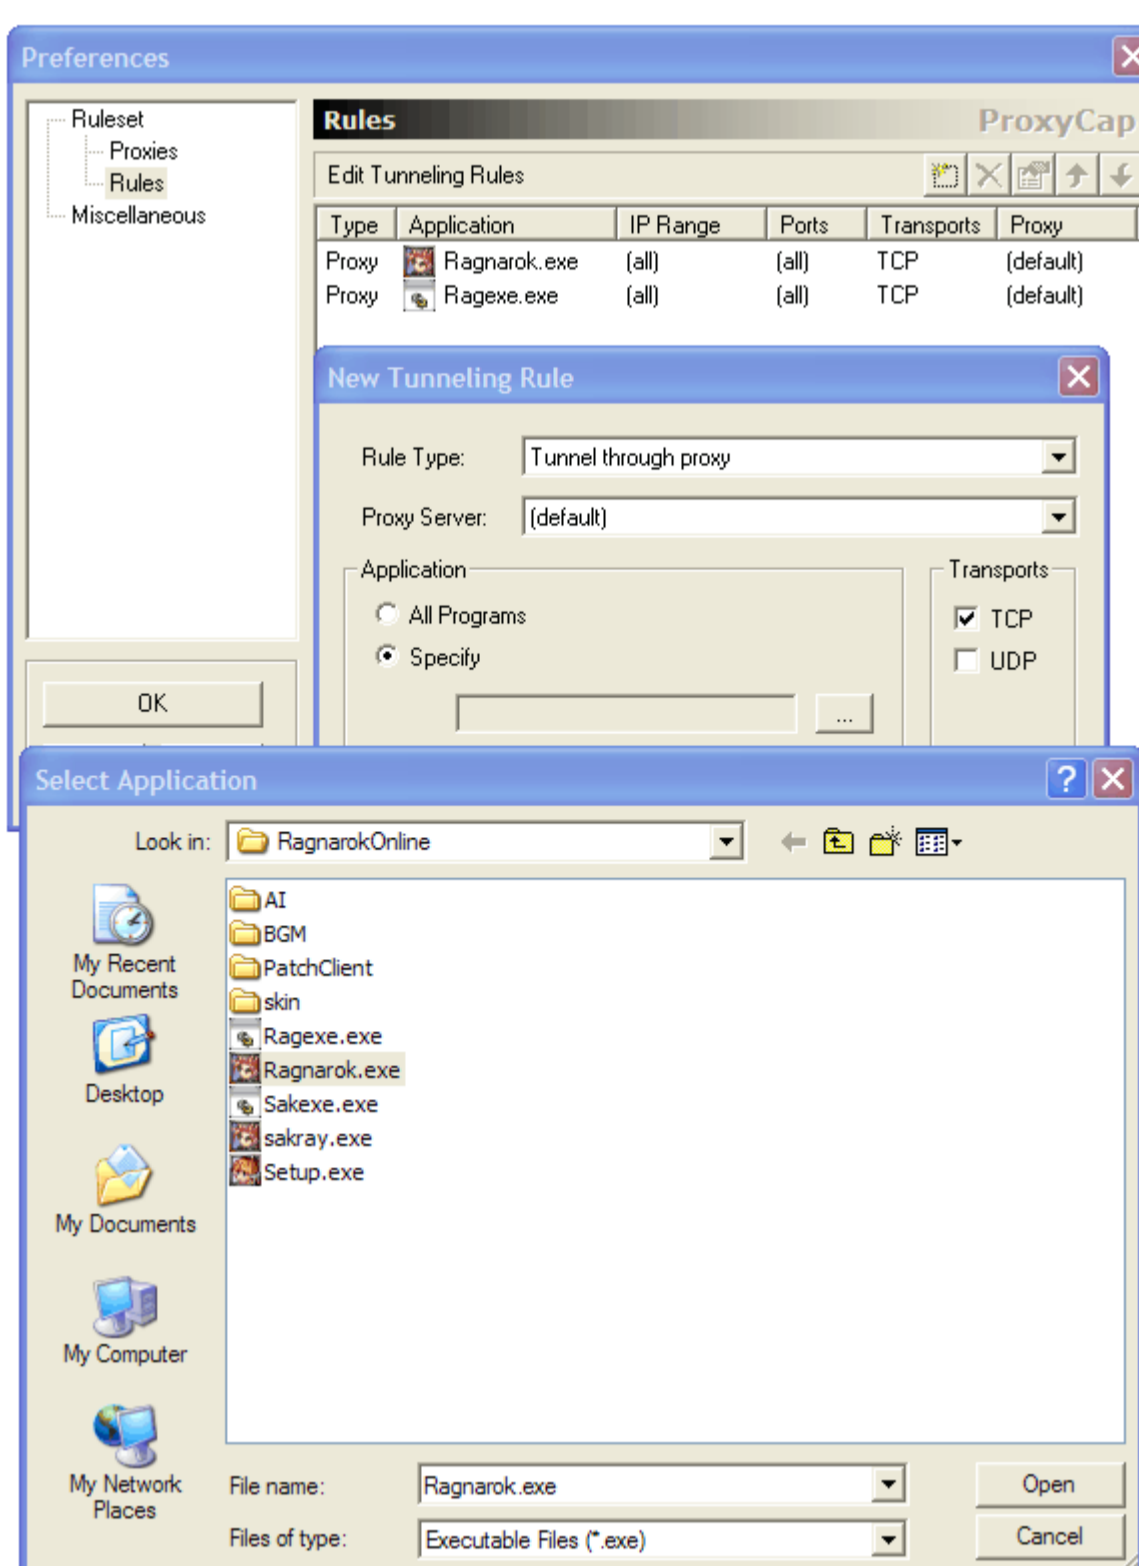 Preferences
Ruleset
Proxies
Rules
Miscellaneous
Rules ProxyCap
Edit Tunneling Rules
Type Application IP Range Ports Transports Proxy
Proxy Ragnarok.exe (all) (all) TCP (default)
Proxy Ragexe.exe (all) (all) TCP (default)
OK
New Tunneling Rule
Rule Type: Tunnel through proxy
Proxy Server: (default)
Application
All Programs
Specify
...
Transports
TCP
UDP
Select Application
Look in: RagnarokOnline
My Recent
Documents
Desktop
My Documents
My Computer
My Network
Places
AI
BGM
PatchClient
skin
Ragexe.exe
Ragnarok.exe
Sakexe.exe
sakray.exe
Setup.exe
File name: Ragnarok.exe Open
Files of type: Executable Files (*.exe) Cancel